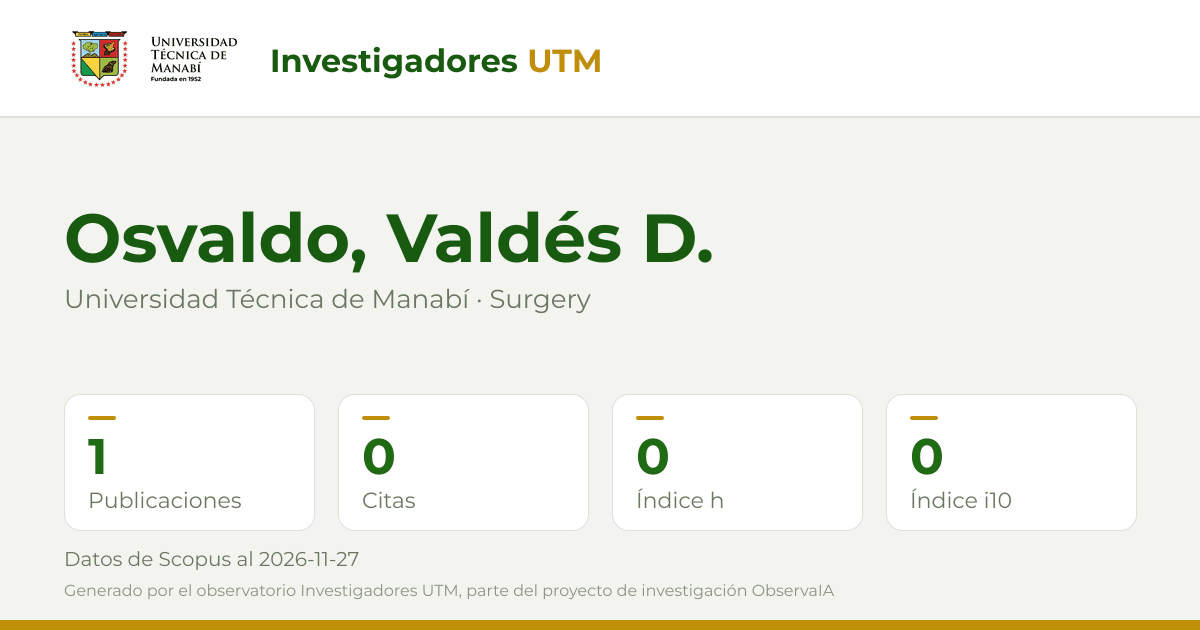 UNIVERSIDAD
TÉCNICA DE
MANABÍ
Fundada en 1952
Investigadores UTM
Osvaldo, Valdés D.
Universidad Técnica de Manabí · Surgery
1
Publicaciones
0
Citas
0
Índice h
0
Índice i10
Datos de Scopus al 2026-11-27
Generado por el observatorio Investigadores UTM, parte del proyecto de investigación ObservaIA